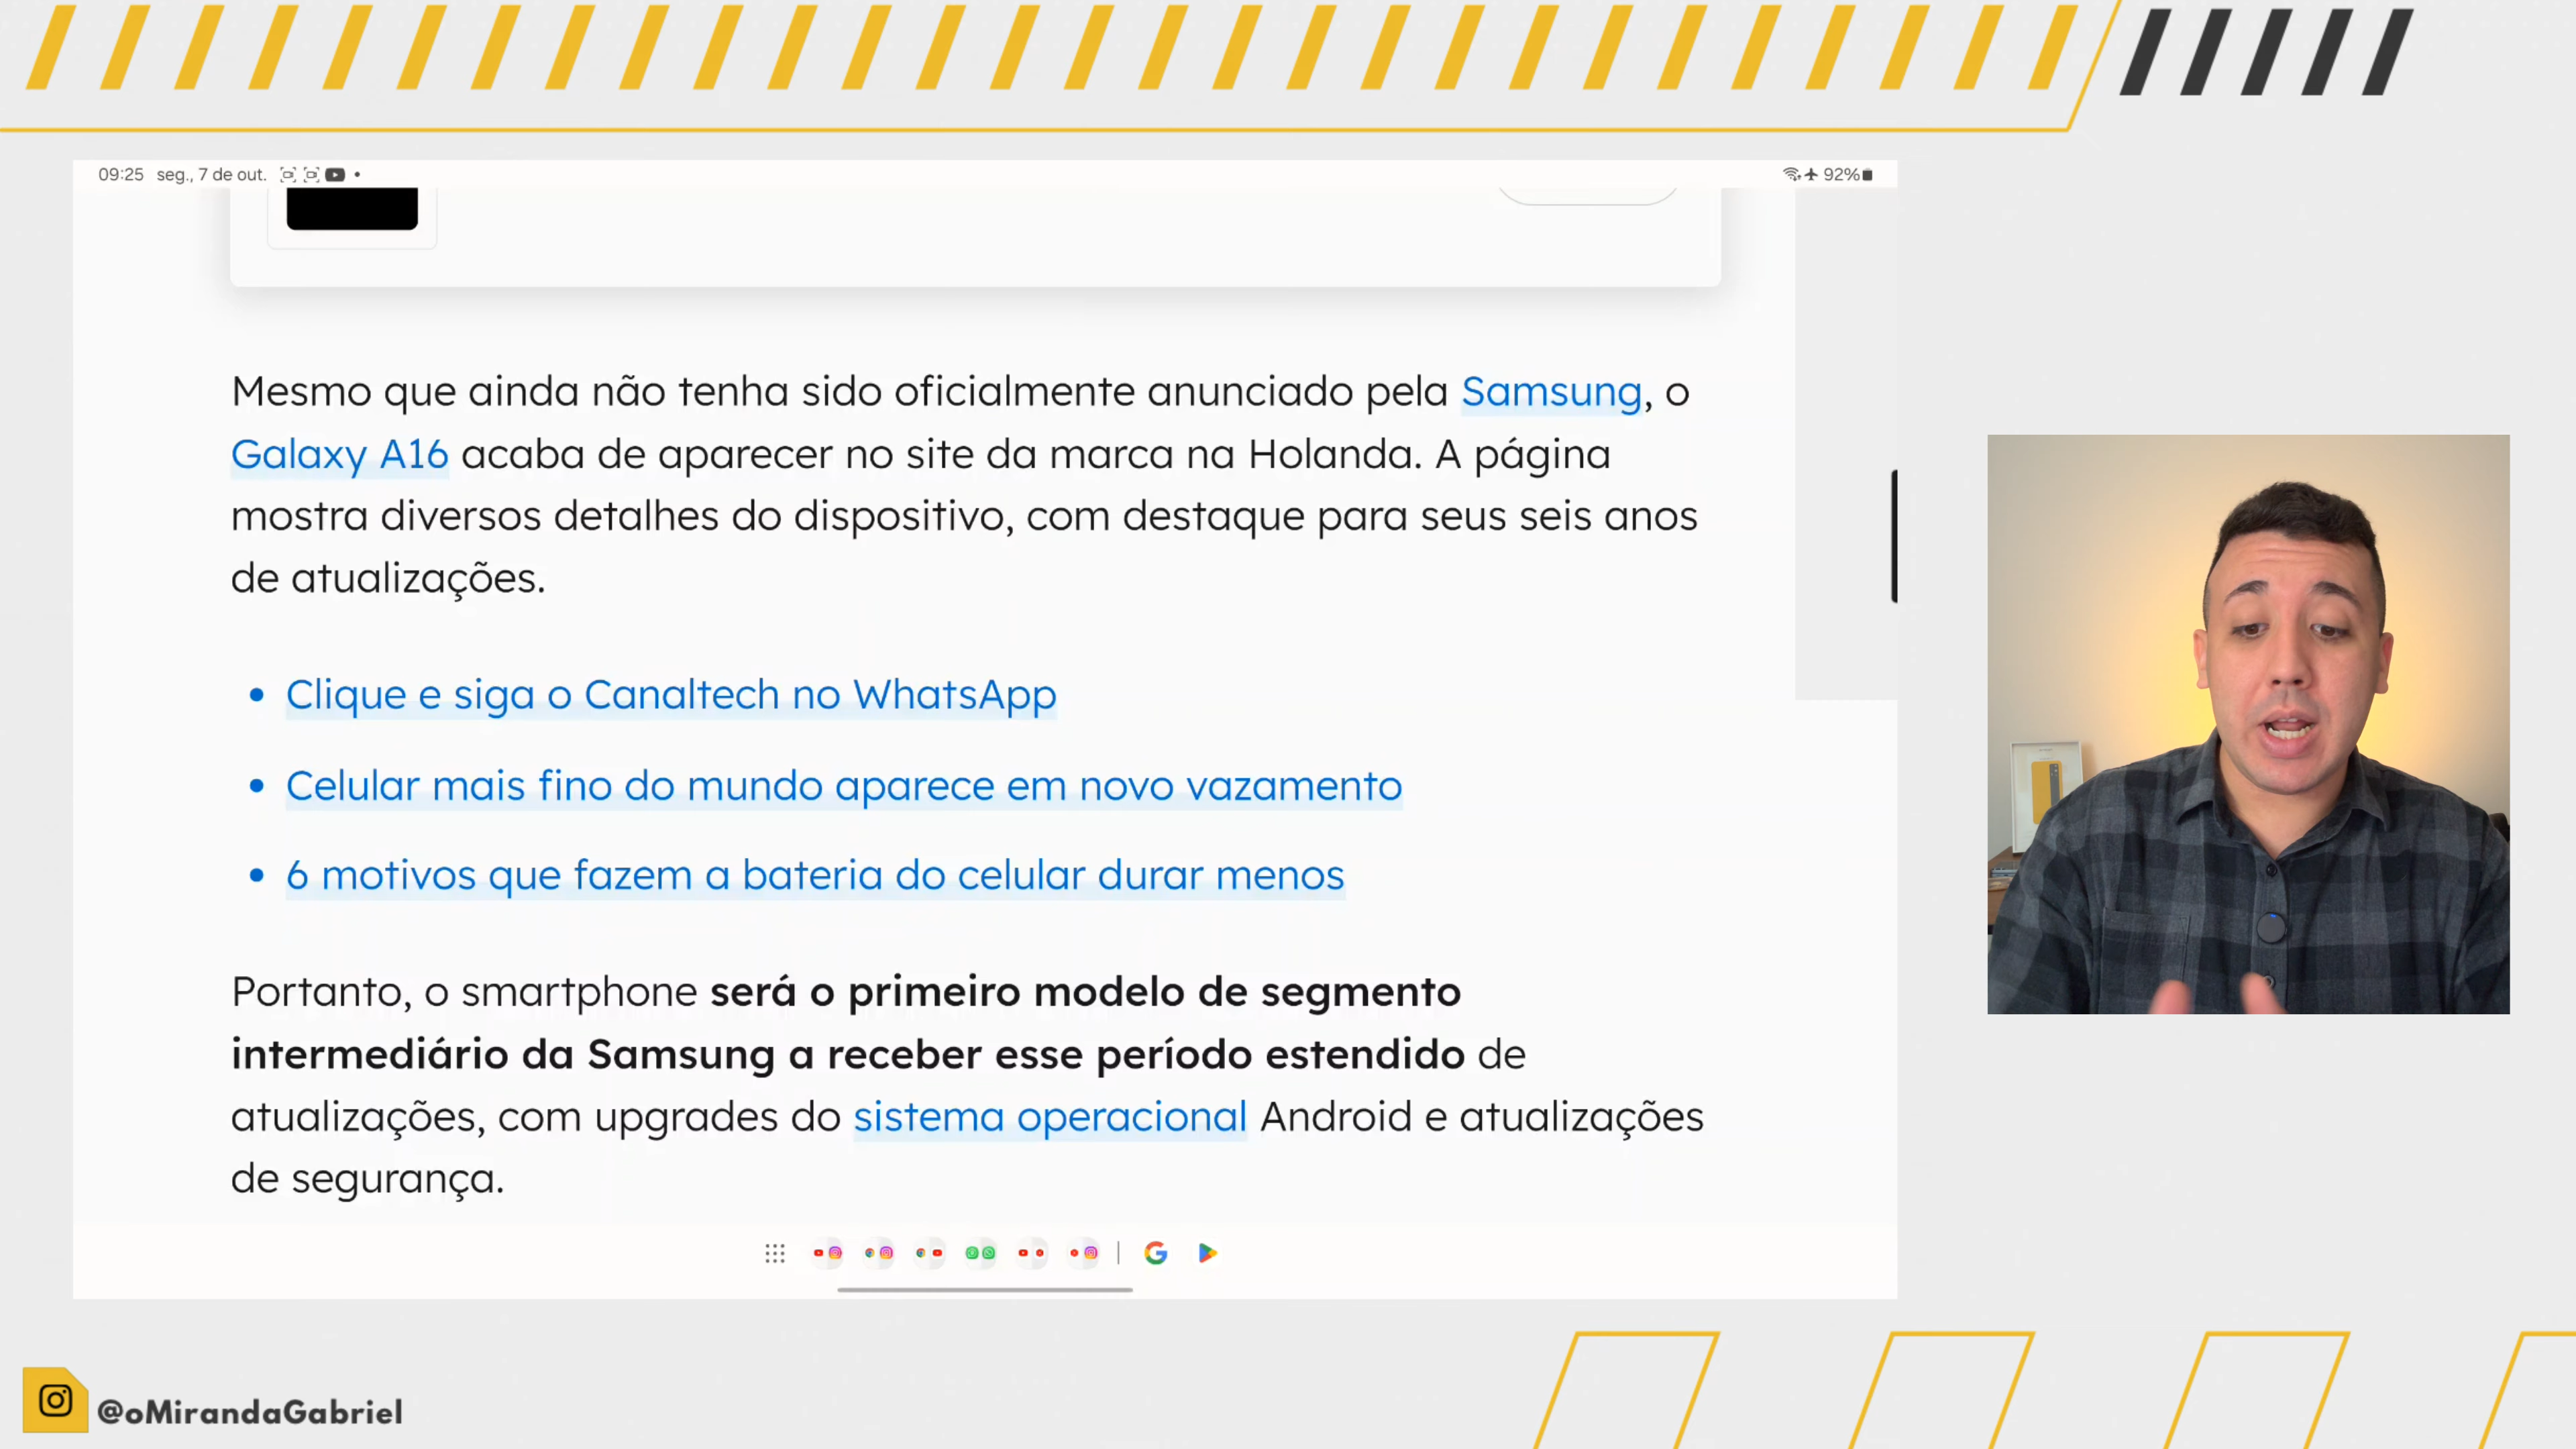 09:25 seg., 7 de out.
92%
Mesmo que ainda não tenha sido oficialmente anunciado pela Samsung, o
Galaxy A16 acaba de aparecer no site da marca na Holanda. A página
mostra diversos detalhes do dispositivo, com destaque para seus seis anos
de atualizações.
• Clique e siga o Canaltech no WhatsApp
• Celular mais fino do mundo aparece em novo vazamento
• 6 motivos que fazem a bateria do celular durar menos
Portanto, o smartphone será o primeiro modelo de segmento
intermediário da Samsung a receber esse período estendido de
atualizações, com upgrades do sistema operacional Android e atualizações
de segurança.
@oMirandaGabriel